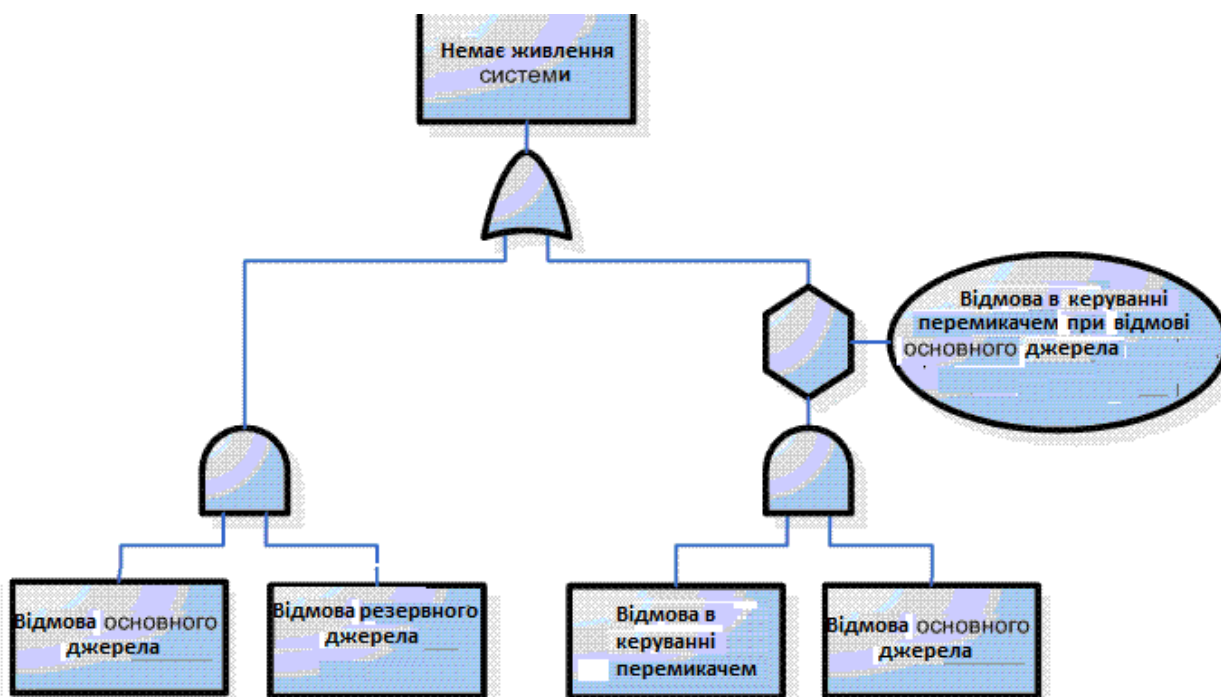 Немає живлення
системи
Відмова в керуванні
перемикачем при відмові
основного джерела
Відмова основного
джерела
Відмова резервного
джерела
Відмова в
керуванні
перемикачем
Відмова основного
джерела